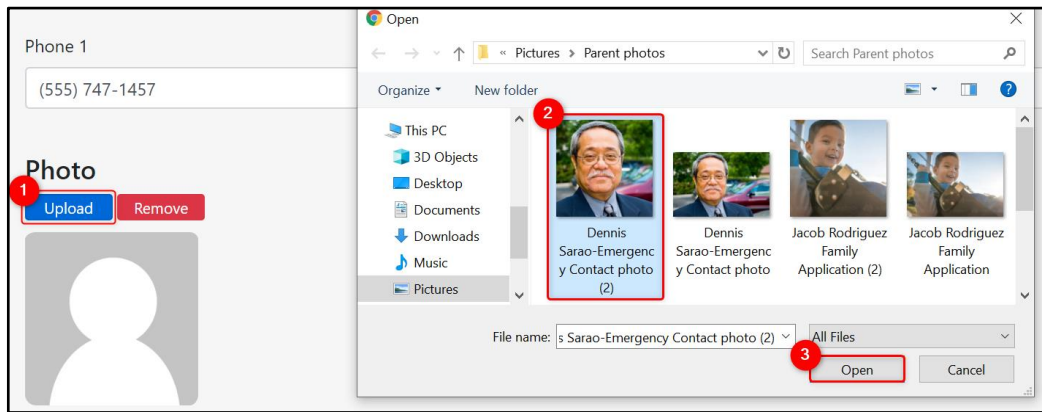 Phone 1
(555) 747-1457
Photo
1
Upload
Remove
Open
« Pictures > Parent photos
Search Parent photos
Organize
New folder
This PC
3D Objects
Desktop
Documents
Downloads
Music
Pictures
2
Dennis
Sarao-Emergenc
y Contact photo
(2)
Dennis
Sarao-Emergenc
y Contact photo
Jacob Rodriguez
Family
Application (2)
Jacob Rodriguez
Family
Application
File name:
s Sarao-Emergency Contact photo (2)
All Files
3
Open
Cancel